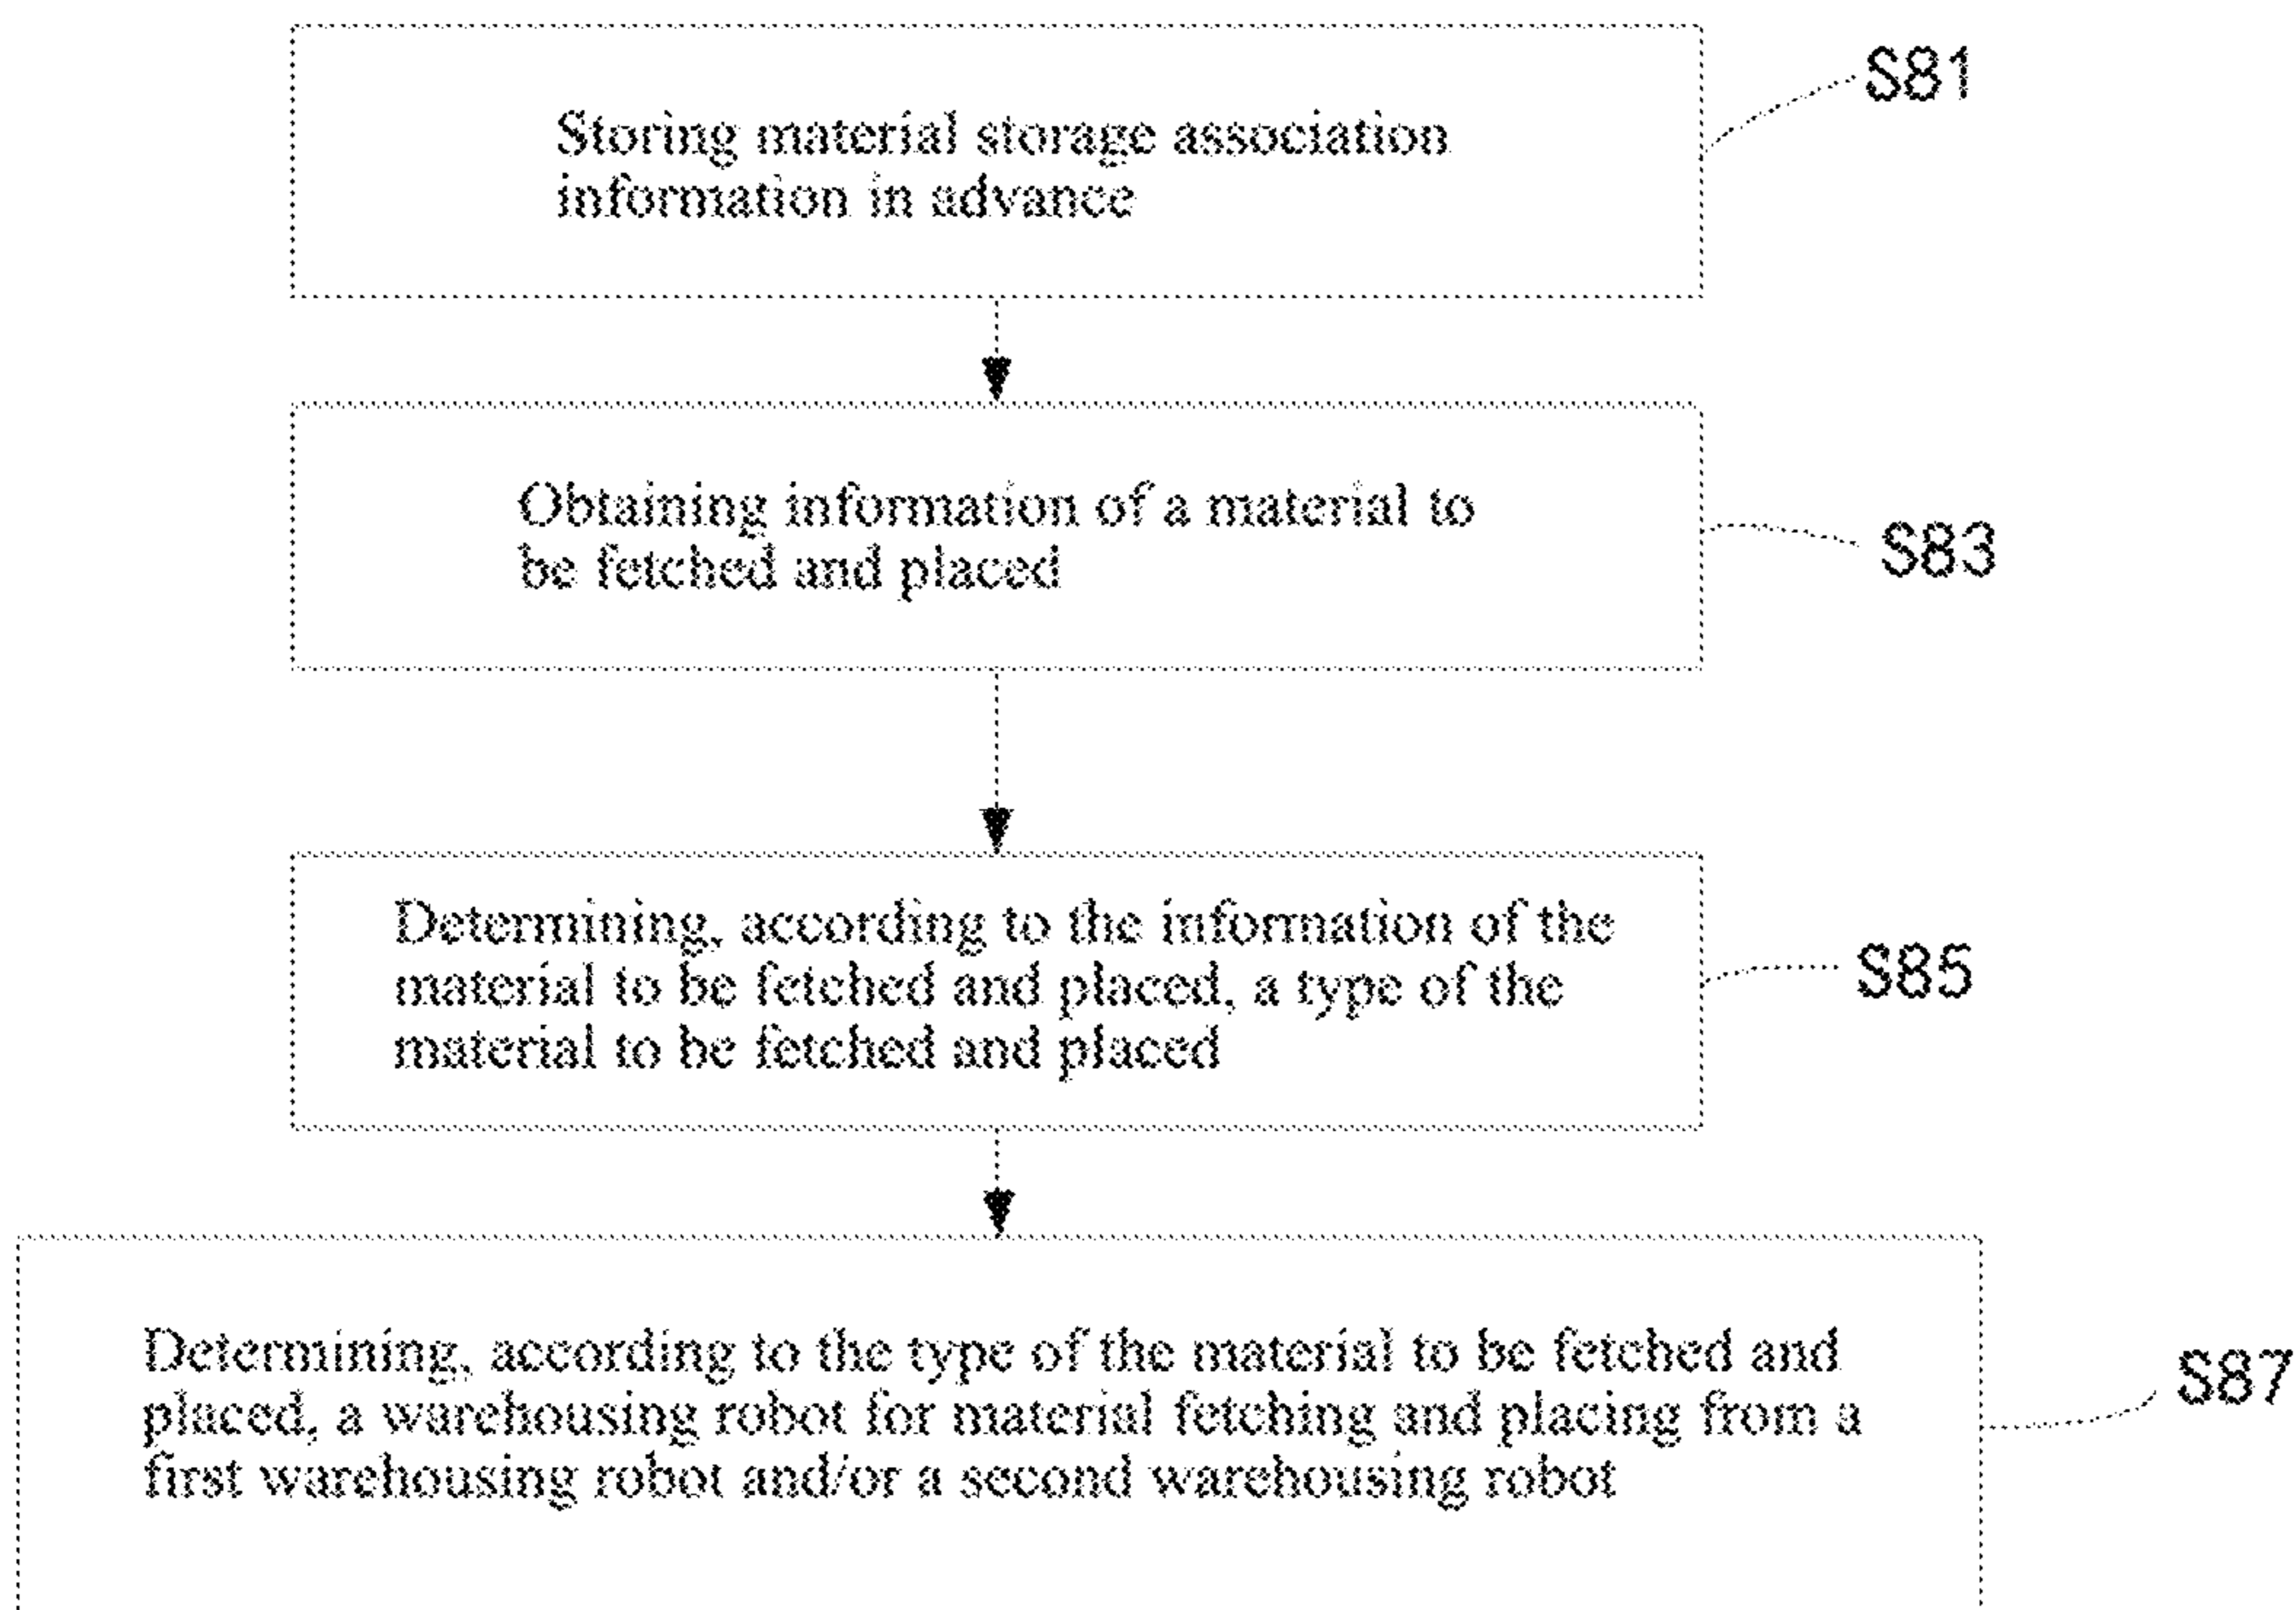 S81
Storing material storage association
information in advance
Obtaining information of a material to
be fetched and placed
S83
Determining, according to the information of the
material to be fetched and placed, a type of the
material to be fetched and placed
S85
Determining, according to the type of the material to be fetched and
placed, a warehousing robot for material fetching and placing from a
first warehousing robot and/or a second warehousing robot
S87